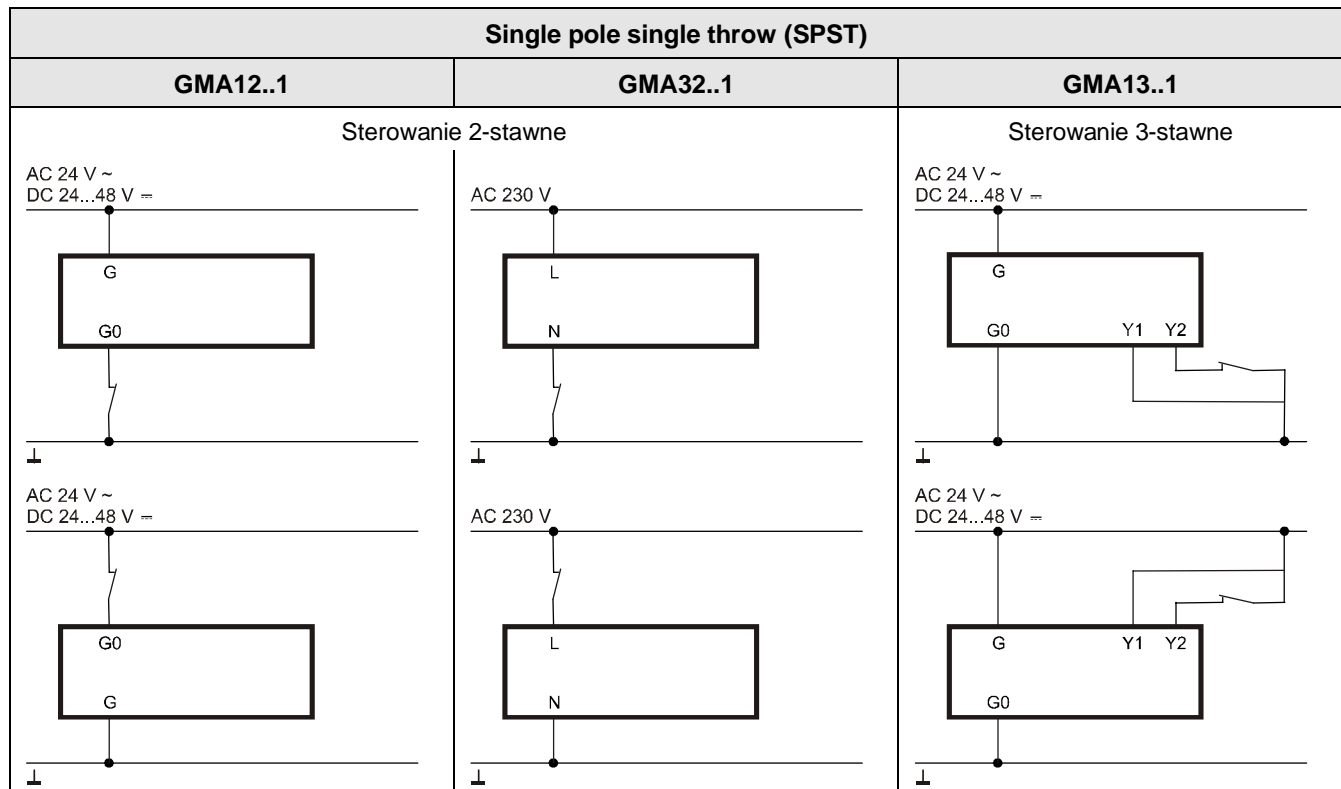 Single pole single throw (SPST)
GMA12..1 GMA32..1 GMA13..1
Sterowanie 2-stawne Sterowanie 3-stawne
AC 24 V ~
DC 24...48 V ⎓
G
G0
AC 230 V
L
N
AC 24 V ~
DC 24...48 V ⎓
G
G0 Y1 Y2
AC 24 V ~
DC 24...48 V ⎓
G0
G
AC 230 V
L
N
AC 24 V ~
DC 24...48 V ⎓
G Y1 Y2
G0